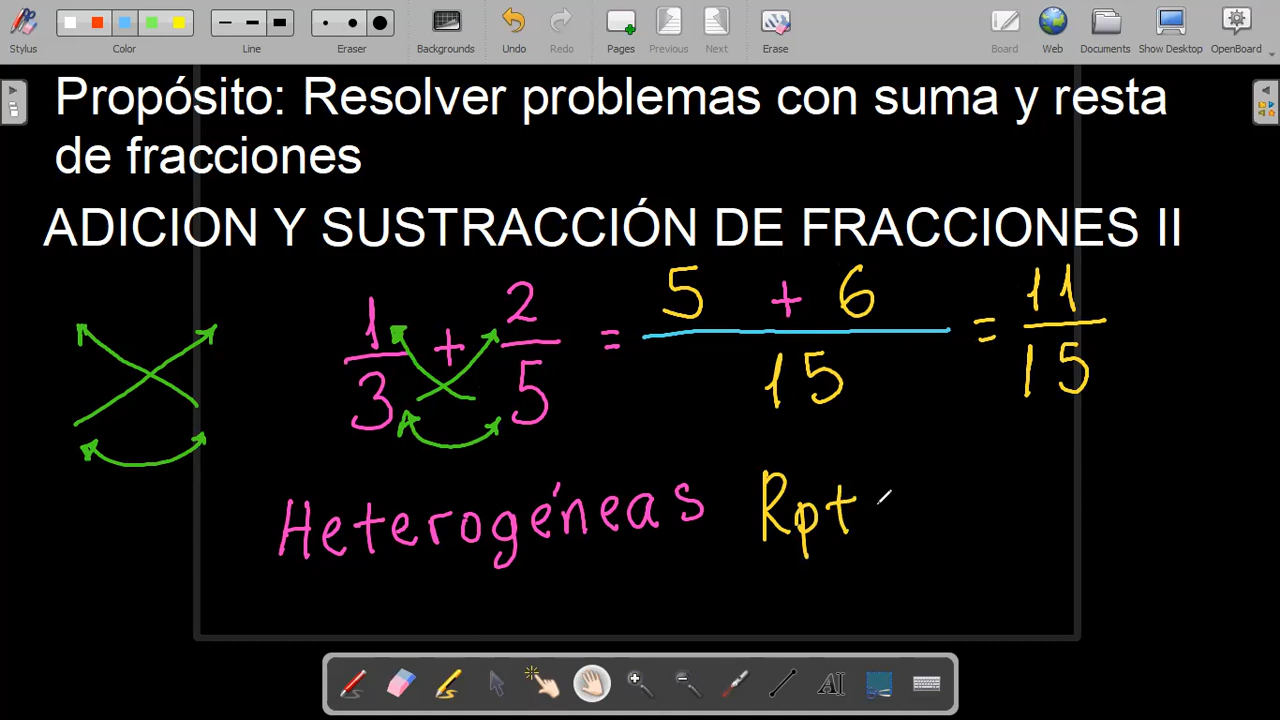 Stylus Color Line Eraser Backgrounds Undo Redo Pages Previous Next Erase Board Web Documents Show Desktop OpenBoard
Propósito: Resolver problemas con suma y resta
de fracciones
ADICION Y SUSTRACCIÓN DE FRACCIONES II
1/3 + 2/5 = 5 + 6/15 = 11/15
Heterogéneas Rpt
AI